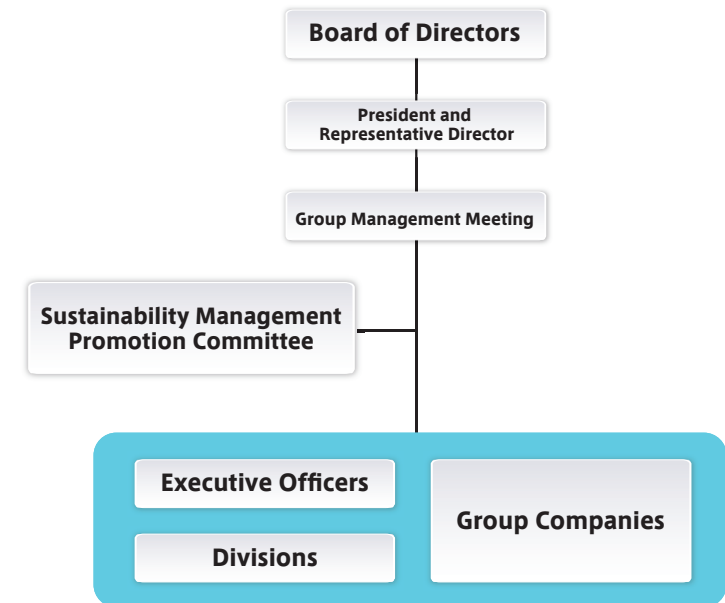 Board of Directors
President and
Representative Director
Group Management Meeting
Sustainability Management
Promotion Committee
Executive Officers
Divisions
Group Companies